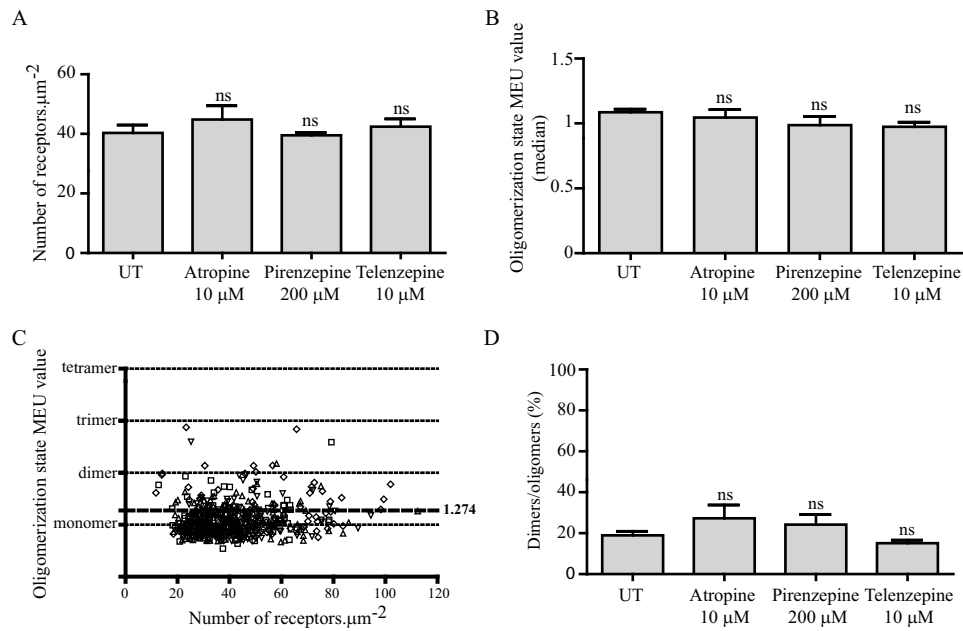 A
Number of receptors.μm-2
60
40
20
0
ns
ns
ns
UT
Atropine
10 μM
Pirenzepine
200 μM
Telenzepine
10 μM
B
Oligomerization state MEU value
(median)
1.5
1
0.5
0
ns
ns
ns
UT
Atropine
10 μM
Pirenzepine
200 μM
Telenzepine
10 μM
C
Oligomerization state MEU value
tetramer
trimer
dimer
monomer
1.274
0 20 40 60 80 100 120
Number of receptors.μm-2
D
Dimers/oligomers (%)
100
80
60
40
20
0
ns
ns
ns
UT
Atropine
10 μM
Pirenzepine
200 μM
Telenzepine
10 μM